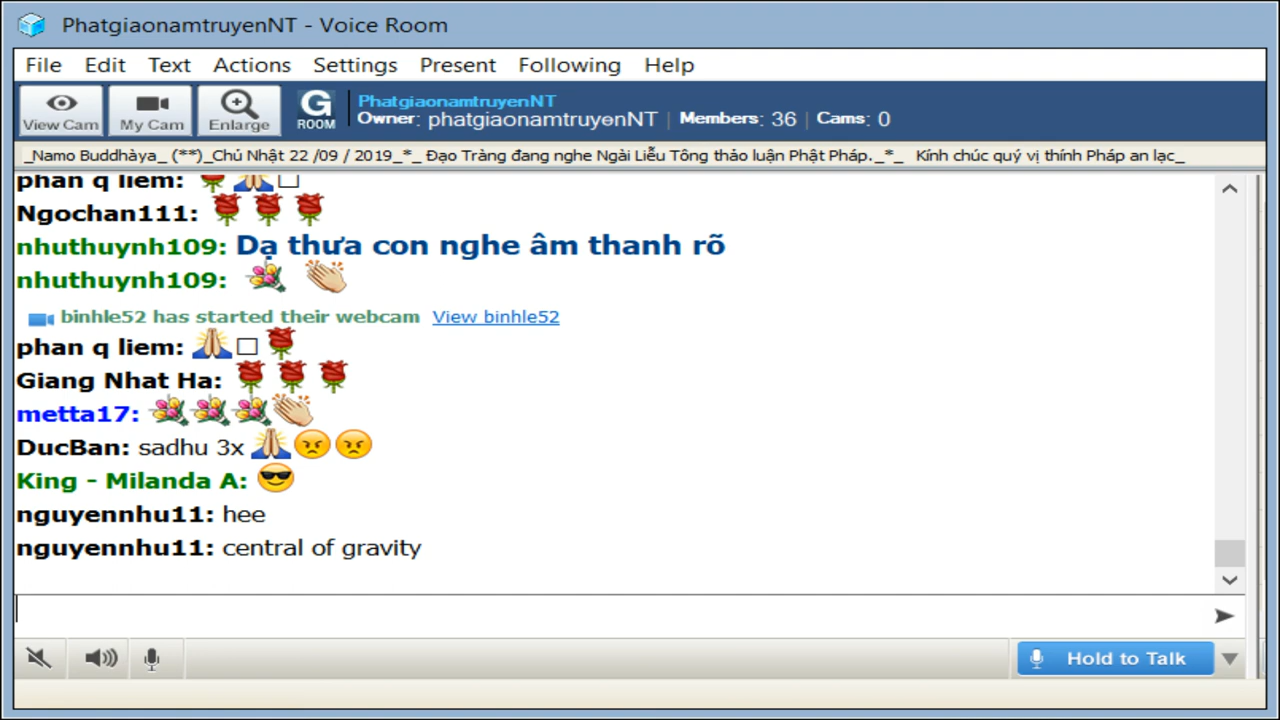 PhatgiaonamtruyenNT - Voice Room
File Edit Text Actions Settings Present Following Help
View Cam My Cam Enlarge G ROOM
PhatgiaonamtruyenNT
Owner: phatgiaonamtruyenNT Members: 36 Cams: 0
_Namo Buddhàya_ (**)_Chủ Nhật 22 /09 / 2019_*_ Đạo Tràng đang nghe Ngài Liễu Tông thảo luận Phật Pháp._*_ Kính chúc quý vị thính Pháp an lạc_
phan q liem:
Ngochan111:
nhuthuynh109: Dạ thưa con nghe âm thanh rõ
nhuthuynh109:
binhle52 has started their webcam View binhle52
phan q liem:
Giang Nhat Ha:
metta17:
DucBan: sadhu 3x
King - Milanda A:
nguyennhu11: hee
nguyennhu11: central of gravity
Hold to Talk